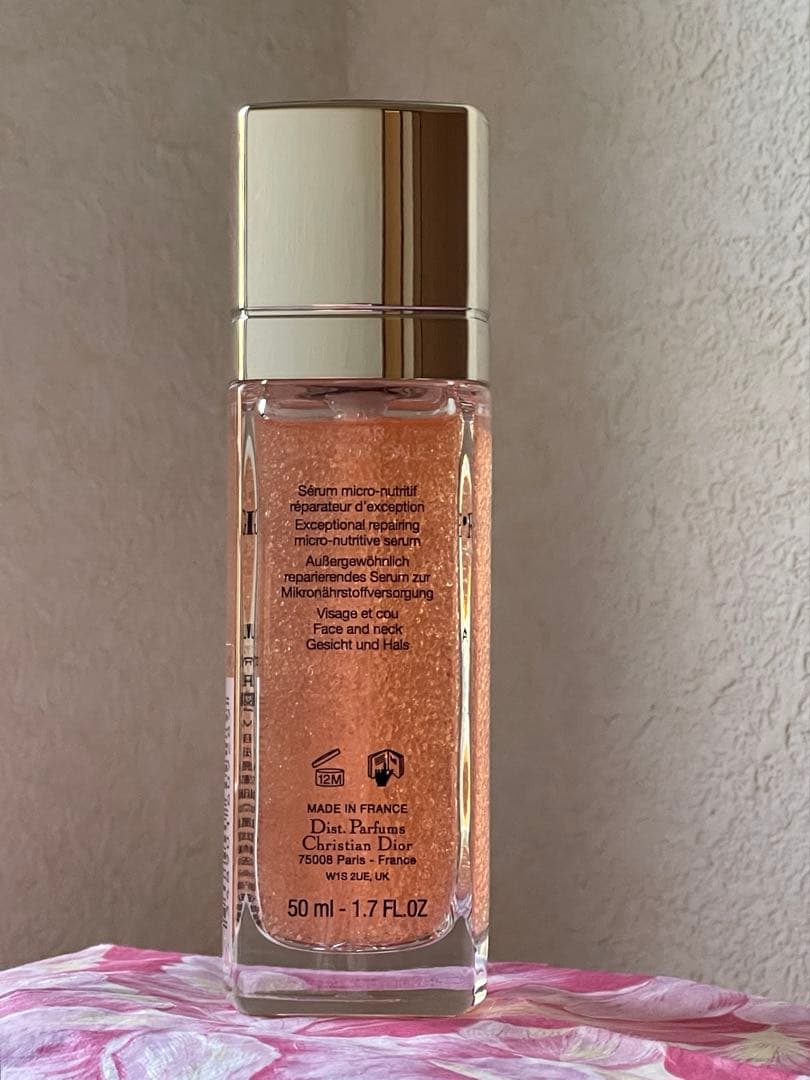 Sérum micro-nutritif
réparateur d'exception
Exceptional repairing
micro-nutritive serum
Außergewöhnlich
reparierendes Serum zur
Mikronährstoffversorgung
Visage et cou
Face and neck
Gesicht und Hals
12M
MADE IN FRANCE
Dist. Parfums
Christian Dior
75008 Paris - France
W1S 2UE, UK
50 ml - 1.7 FL.OZ